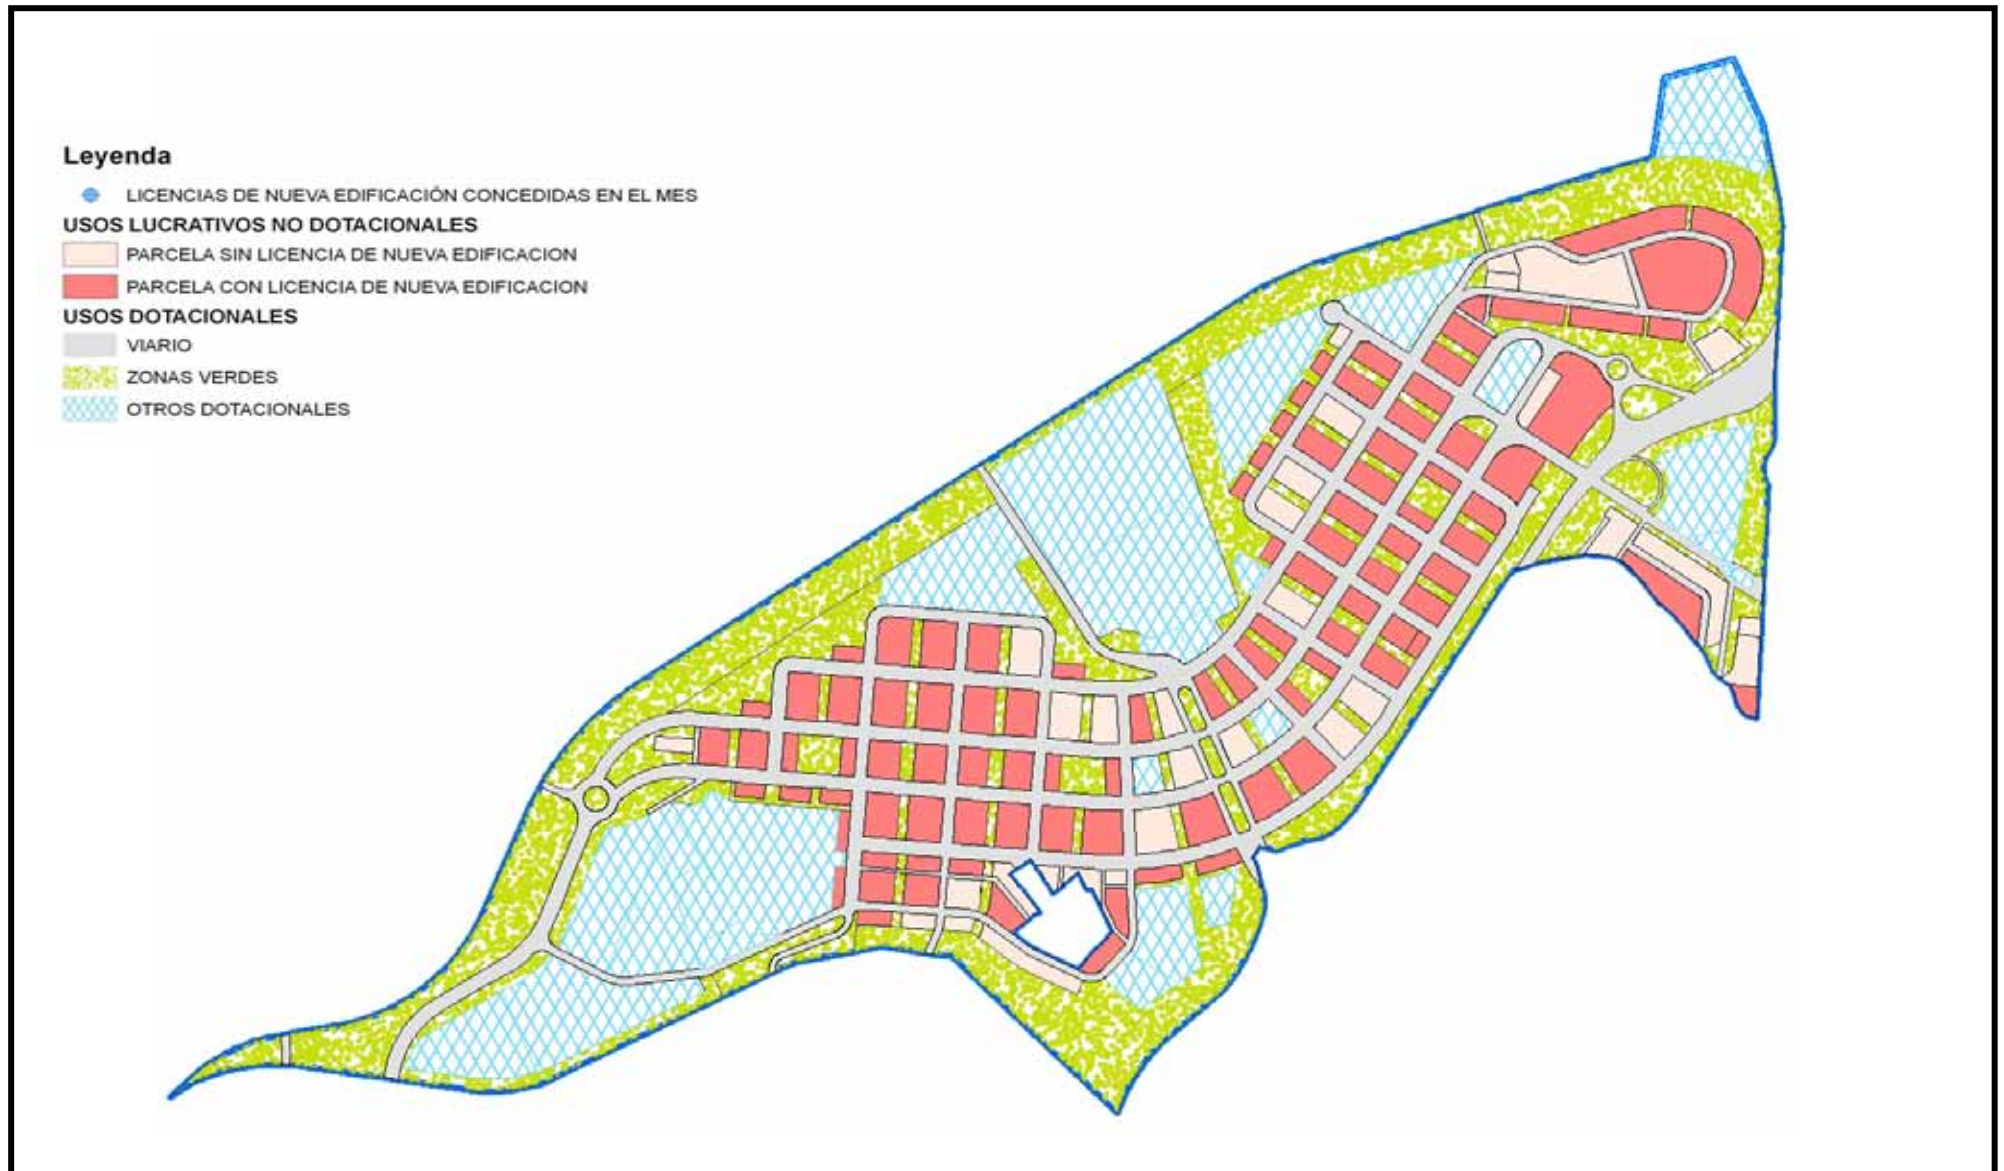 Leyenda
LICENCIAS DE NUEVA EDIFICACIÓN CONCEDIDAS EN EL MES
USOS LUCRATIVOS NO DOTACIONALES
PARCELA SIN LICENCIA DE NUEVA EDIFICACION
PARCELA CON LICENCIA DE NUEVA EDIFICACION
USOS DOTACIONALES
VIARIO
ZONAS VERDES
OTROS DOTACIONALES